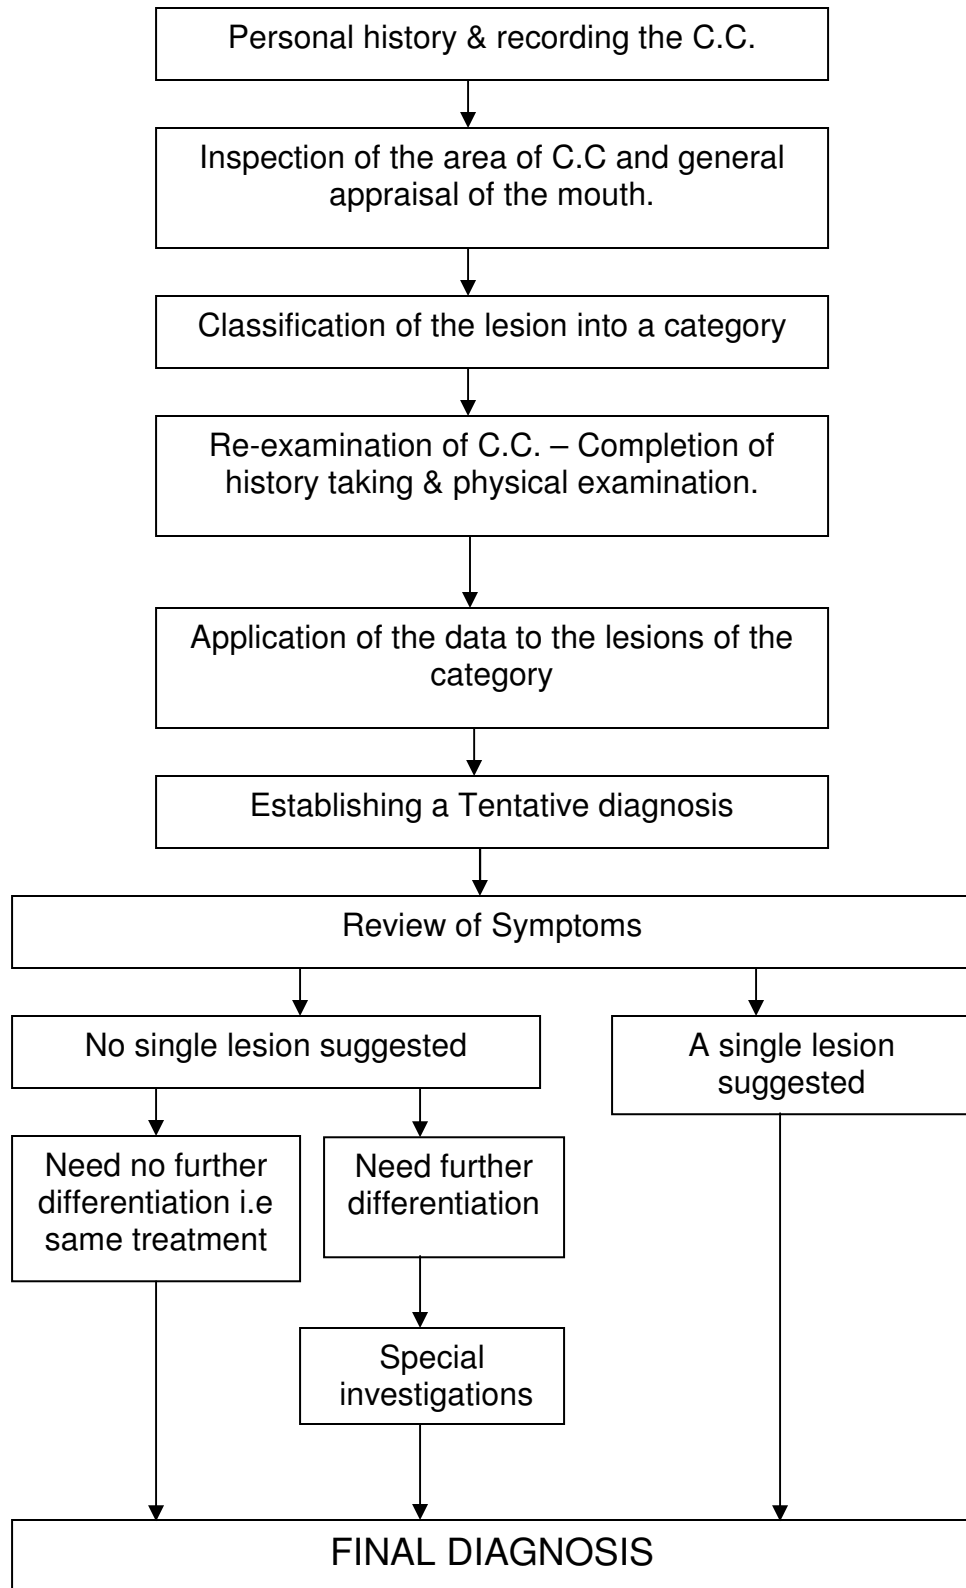 Personal history & recording the C.C.
Inspection of the area of C.C and general
appraisal of the mouth.
Classification of the lesion into a category
Re-examination of C.C. – Completion of
history taking & physical examination.
Application of the data to the lesions of the
category
Establishing a Tentative diagnosis
Review of Symptoms
No single lesion suggested
A single lesion
suggested
Need no further
differentiation i.e
same treatment
Need further
differentiation
Special
investigations
FINAL DIAGNOSIS